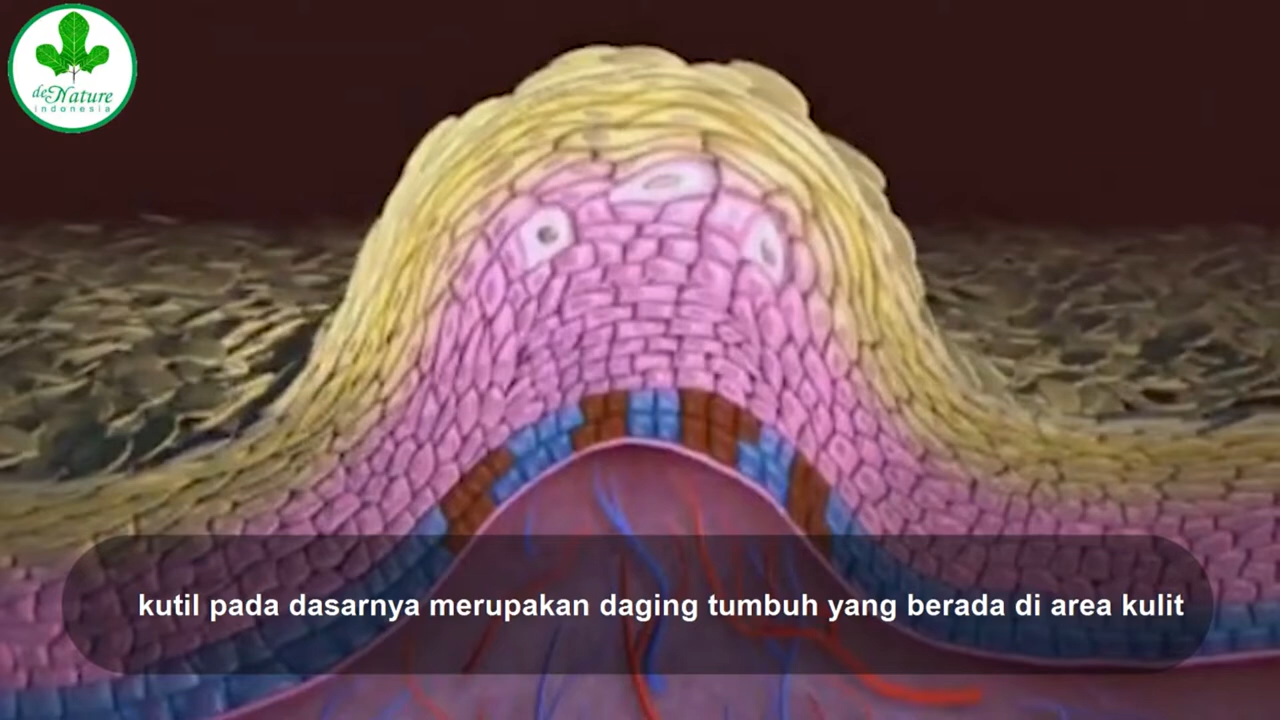 deNature
indonesia
kutil pada dasarnya merupakan daging tumbuh yang berada di area kulit